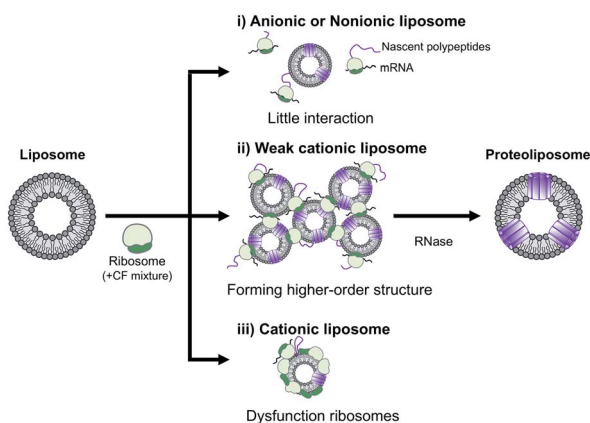 i) Anionic or Nonionic liposome
Nascent polypeptides
mRNA
Little interaction
Liposome
ii) Weak cationic liposome
Proteoliposome
Ribosome
(+CF mixture)
RNase
Forming higher-order structure
iii) Cationic liposome
Dysfunction ribosomes